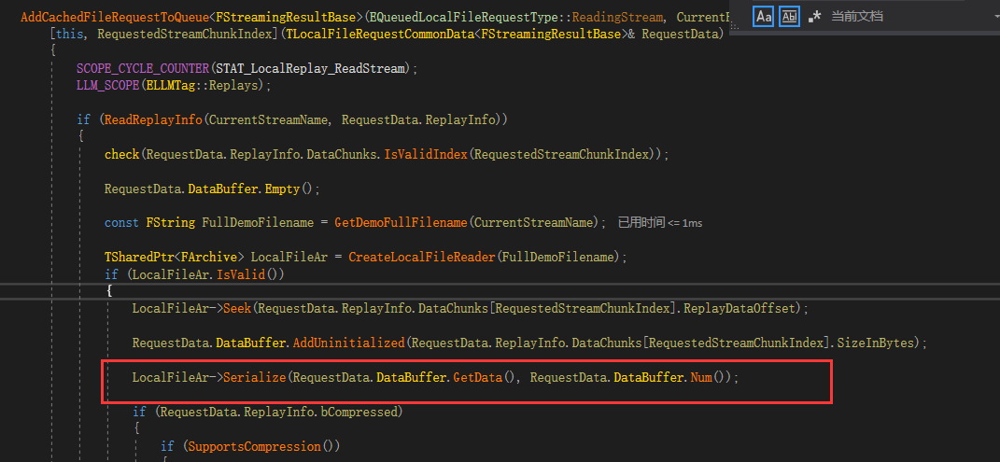 AddCachedFileRequestToQueue<FStreamingResultBase>(EQueuedLocalFileRequestType::ReadingStream, 
Aa Ab .* 当前文档
[this, RequestedStreamChunkIndex](TLocalFileRequestCommonData<FStreamingResultBase>& RequestData)
{
SCOPE_CYCLE_COUNTER(STAT_LocalReplay_ReadStream);
LLM_SCOPE(ELLMTag::Replays);
if (ReadReplayInfo(CurrentStreamName, RequestData.ReplayInfo))
{
check(RequestData.ReplayInfo.DataChunks.IsValidIndex(RequestedStreamChunkIndex));
RequestData.DataBuffer.Empty();
const FString FullDemoFilename = GetDemoFullFilename(CurrentStreamName); 已用时间 <= 1ms
TSharedPtr<FArchive> LocalFileAr = CreateLocalFileReader(FullDemoFilename);
if (LocalFileAr.IsValid())
{
LocalFileAr->Seek(RequestData.ReplayInfo.DataChunks[RequestedStreamChunkIndex].ReplayDataOffset);
RequestData.DataBuffer.AddUninitialized(RequestData.ReplayInfo.DataChunks[RequestedStreamChunkIndex].SizeInBytes);
LocalFileAr->Serialize(RequestData.DataBuffer.GetData(), RequestData.DataBuffer.Num());
if (RequestData.ReplayInfo.bCompressed)
{
if (SupportsCompression())